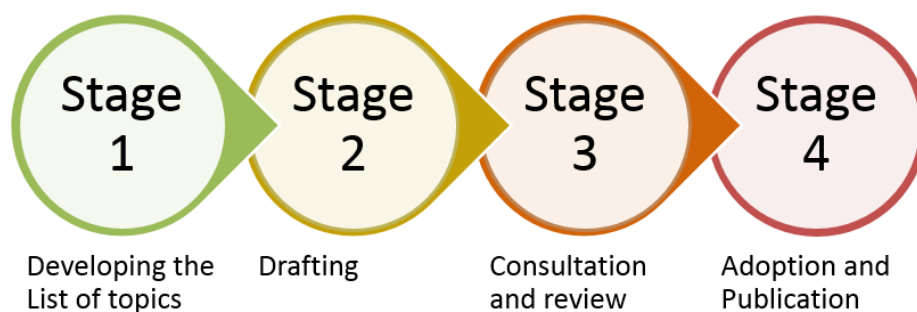 Stage
1
Stage
2
Stage
3
Stage
4
Developing the
List of topics
Drafting
Consultation
and review
Adoption and
Publication